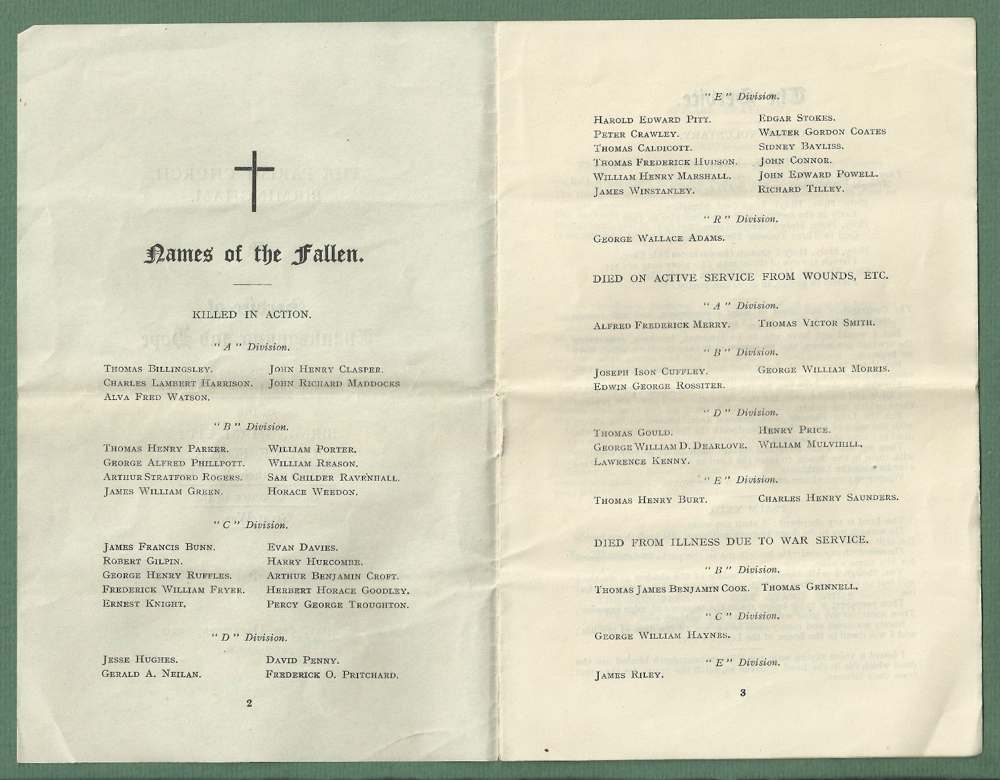 Names of the Fallen.
KILLED IN ACTION.
“ A ” Division.
THOMAS BILLINGSLEY. JOHN HENRY CLASPER.
CHARLES LAMBERT HARRISON. JOHN RICHARD MADDOCKS
ALVA FRED WATSON.
“ B ” Division.
THOMAS HENRY PARKER. WILLIAM PORTER.
GEORGE ALFRED PHILLPOTT. WILLIAM REASON.
ARTHUR STRATFORD ROGERS. SAM CHILDER RAVENHALL.
JAMES WILLIAM GREEN. HORACE WEEDON.
“ C ” Division.
JAMES FRANCIS BUNN. EVAN DAVIES.
ROBERT GILPIN. HARRY HURCOMBE.
GEORGE HENRY RUFFLES. ARTHUR BENJAMIN CROFT.
FREDERICK WILLIAM FRYER. HERBERT HORACE GOODLEY.
ERNEST KNIGHT. PERCY GEORGE TROUGHTON.
“ D ” Division.
JESSE HUGHES. DAVID PENNY.
GERALD A. NEILAN. FREDERICK O. PRITCHARD.
2
“ E ” Division.
HAROLD EDWARD PITT. EDGAR STOKES.
PETER CRAWLEY. WALTER GORDON COATES
THOMAS CALDICOTT. SIDNEY BAYLISS.
THOMAS FREDERICK HUDSON. JOHN CONNOR.
WILLIAM HENRY MARSHALL. JOHN EDWARD POWELL.
JAMES WINSTANLEY. RICHARD TILLEY.
“ R ” Division.
GEORGE WALLACE ADAMS.
DIED ON ACTIVE SERVICE FROM WOUNDS, ETC.
“ A ” Division.
ALFRED FREDERICK MERRY. THOMAS VICTOR SMITH.
“ B ” Division.
JOSEPH ISON CUFFLEY. GEORGE WILLIAM MORRIS.
EDWIN GEORGE ROSSITER.
“ D ” Division.
THOMAS GOULD. HENRY PRICE.
GEORGE WILLIAM D. DEARLOVE. WILLIAM MULVIHILL.
LAWRENCE KENNY.
“ E ” Division.
THOMAS HENRY BURT. CHARLES HENRY SAUNDERS.
DIED FROM ILLNESS DUE TO WAR SERVICE.
“ B ” Division.
THOMAS JAMES BENJAMIN COOK. THOMAS GRINNELL.
“ C ” Division.
GEORGE WILLIAM HAYNES.
“ E ” Division.
JAMES RILEY.
3